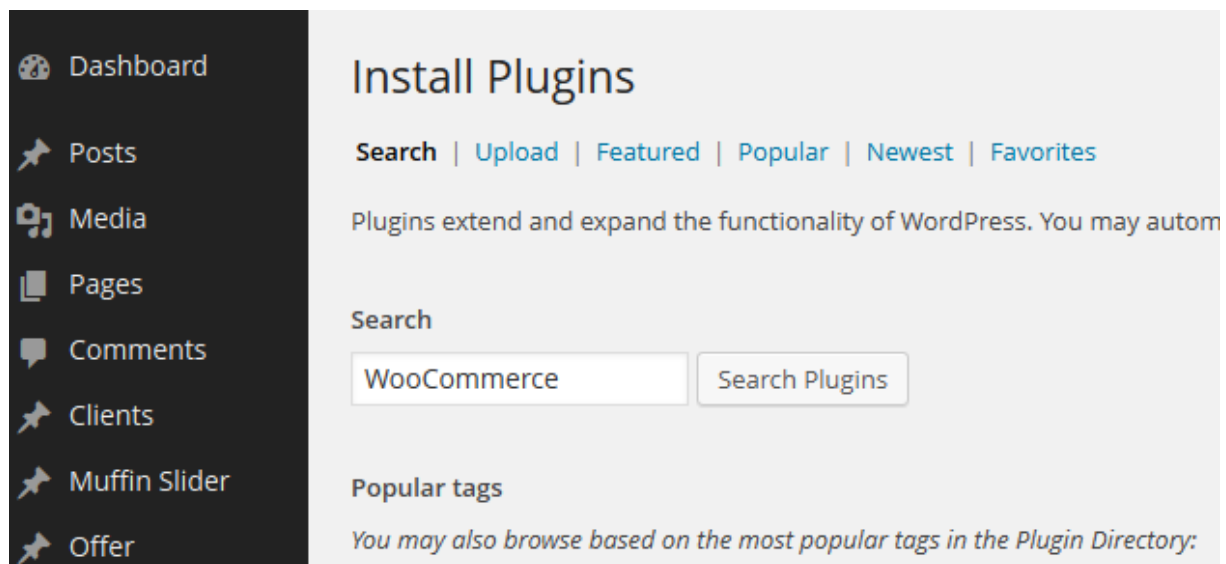 Dashboard
Posts
Media
Pages
Comments
Clients
Muffin Slider
Offer
Install Plugins
Search | Upload | Featured | Popular | Newest | Favorites
Plugins extend and expand the functionality of WordPress. You may autom
Search
WooCommerce
Search Plugins
Popular tags
You may also browse based on the most popular tags in the Plugin Directory: